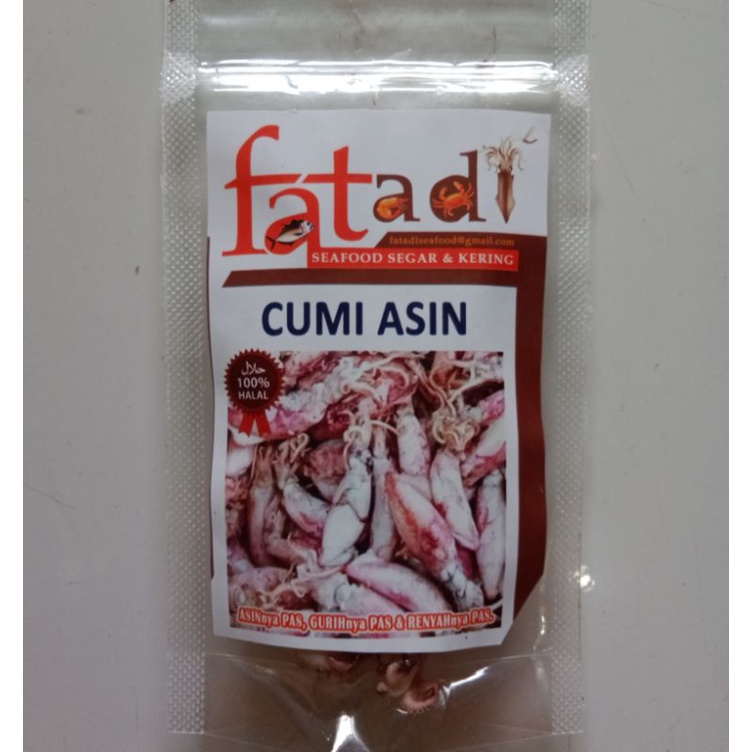 fatadi
fatadiseafood@gmail.com
SEAFOOD SEGAR & KERING
CUMI ASIN
حلال
100%
HALAL
ASINnya PAS, GURIHnya PAS & RENYAHnya PAS.